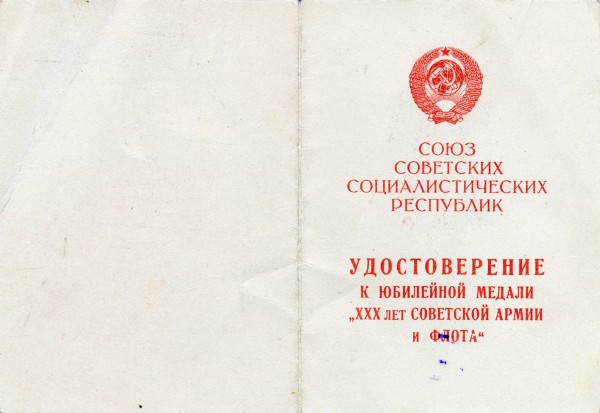 СОЮЗ
СОВЕТСКИХ
СОЦИАЛИСТИЧЕСКИХ
РЕСПУБЛИК
УДОСТОВЕРЕНИЕ
К ЮБИЛЕЙНОЙ МЕДАЛИ
„XXX ЛЕТ СОВЕТСКОЙ АРМИИ
И ФЛОТА“